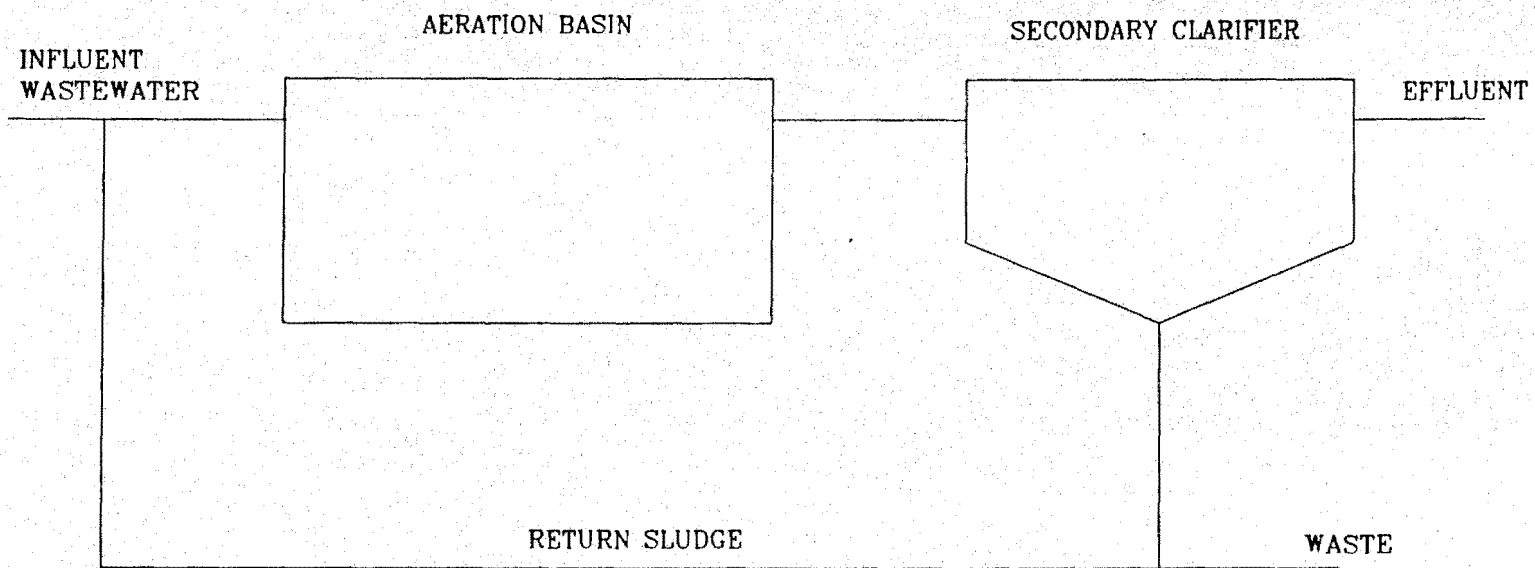 AERATION BASIN
SECONDARY CLARIFIER
INFLUENT
WASTEWATER
EFFLUENT
RETURN SLUDGE
WASTE